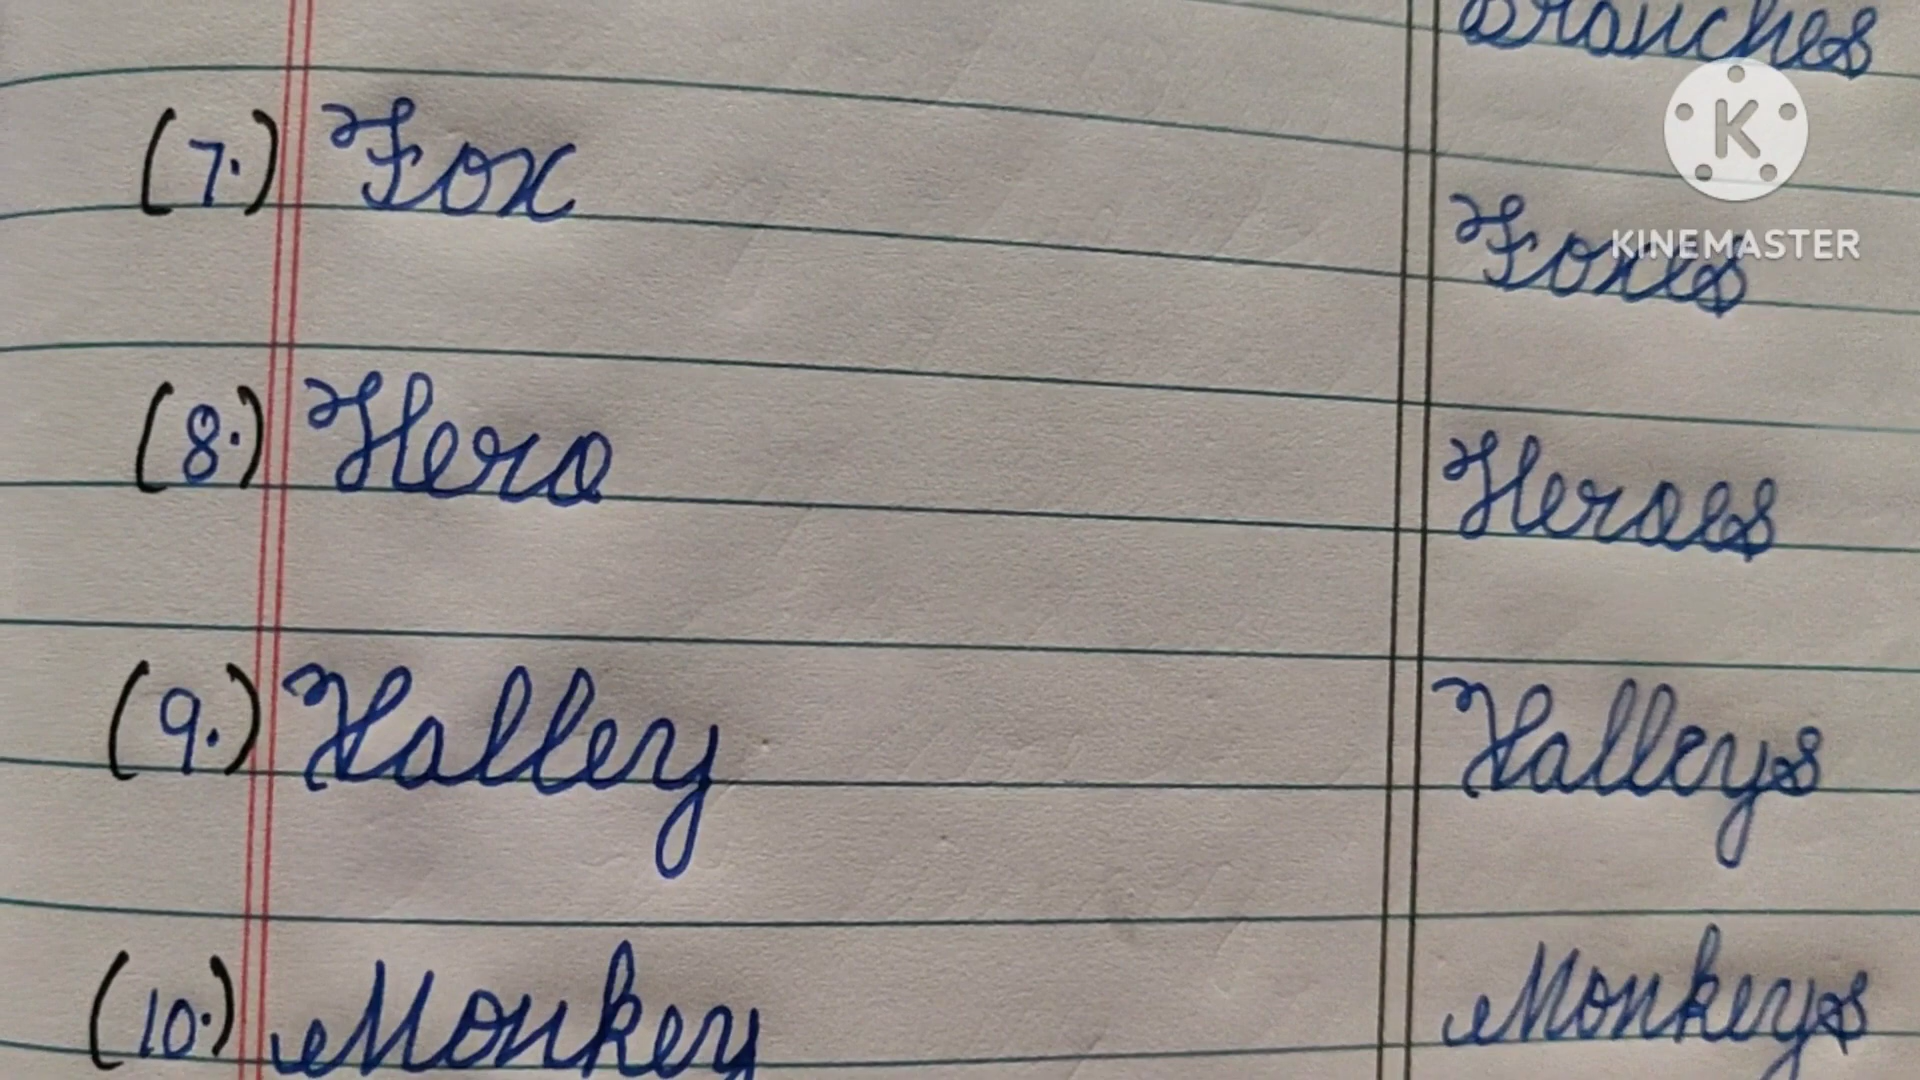 Branches
(7.) Fox Foxes
K
KINEMASTER
(8.) Hero Heroes
(9.) Valley Valleys
(10.) Monkey Monkeys